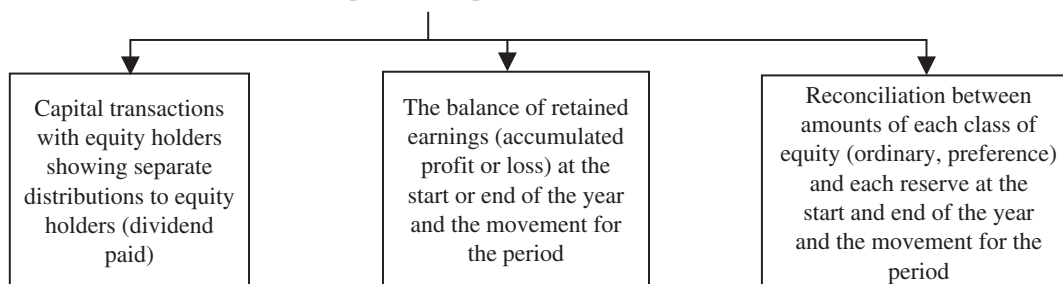 Capital transactions
with equity holders
showing separate
distributions to equity
holders (dividend
paid)
The balance of retained
earnings (accumulated
profit or loss) at the
start or end of the year
and the movement for
the period
Reconciliation between
amounts of each class of
equity (ordinary, preference)
and each reserve at the
start and end of the year
and the movement for the
period